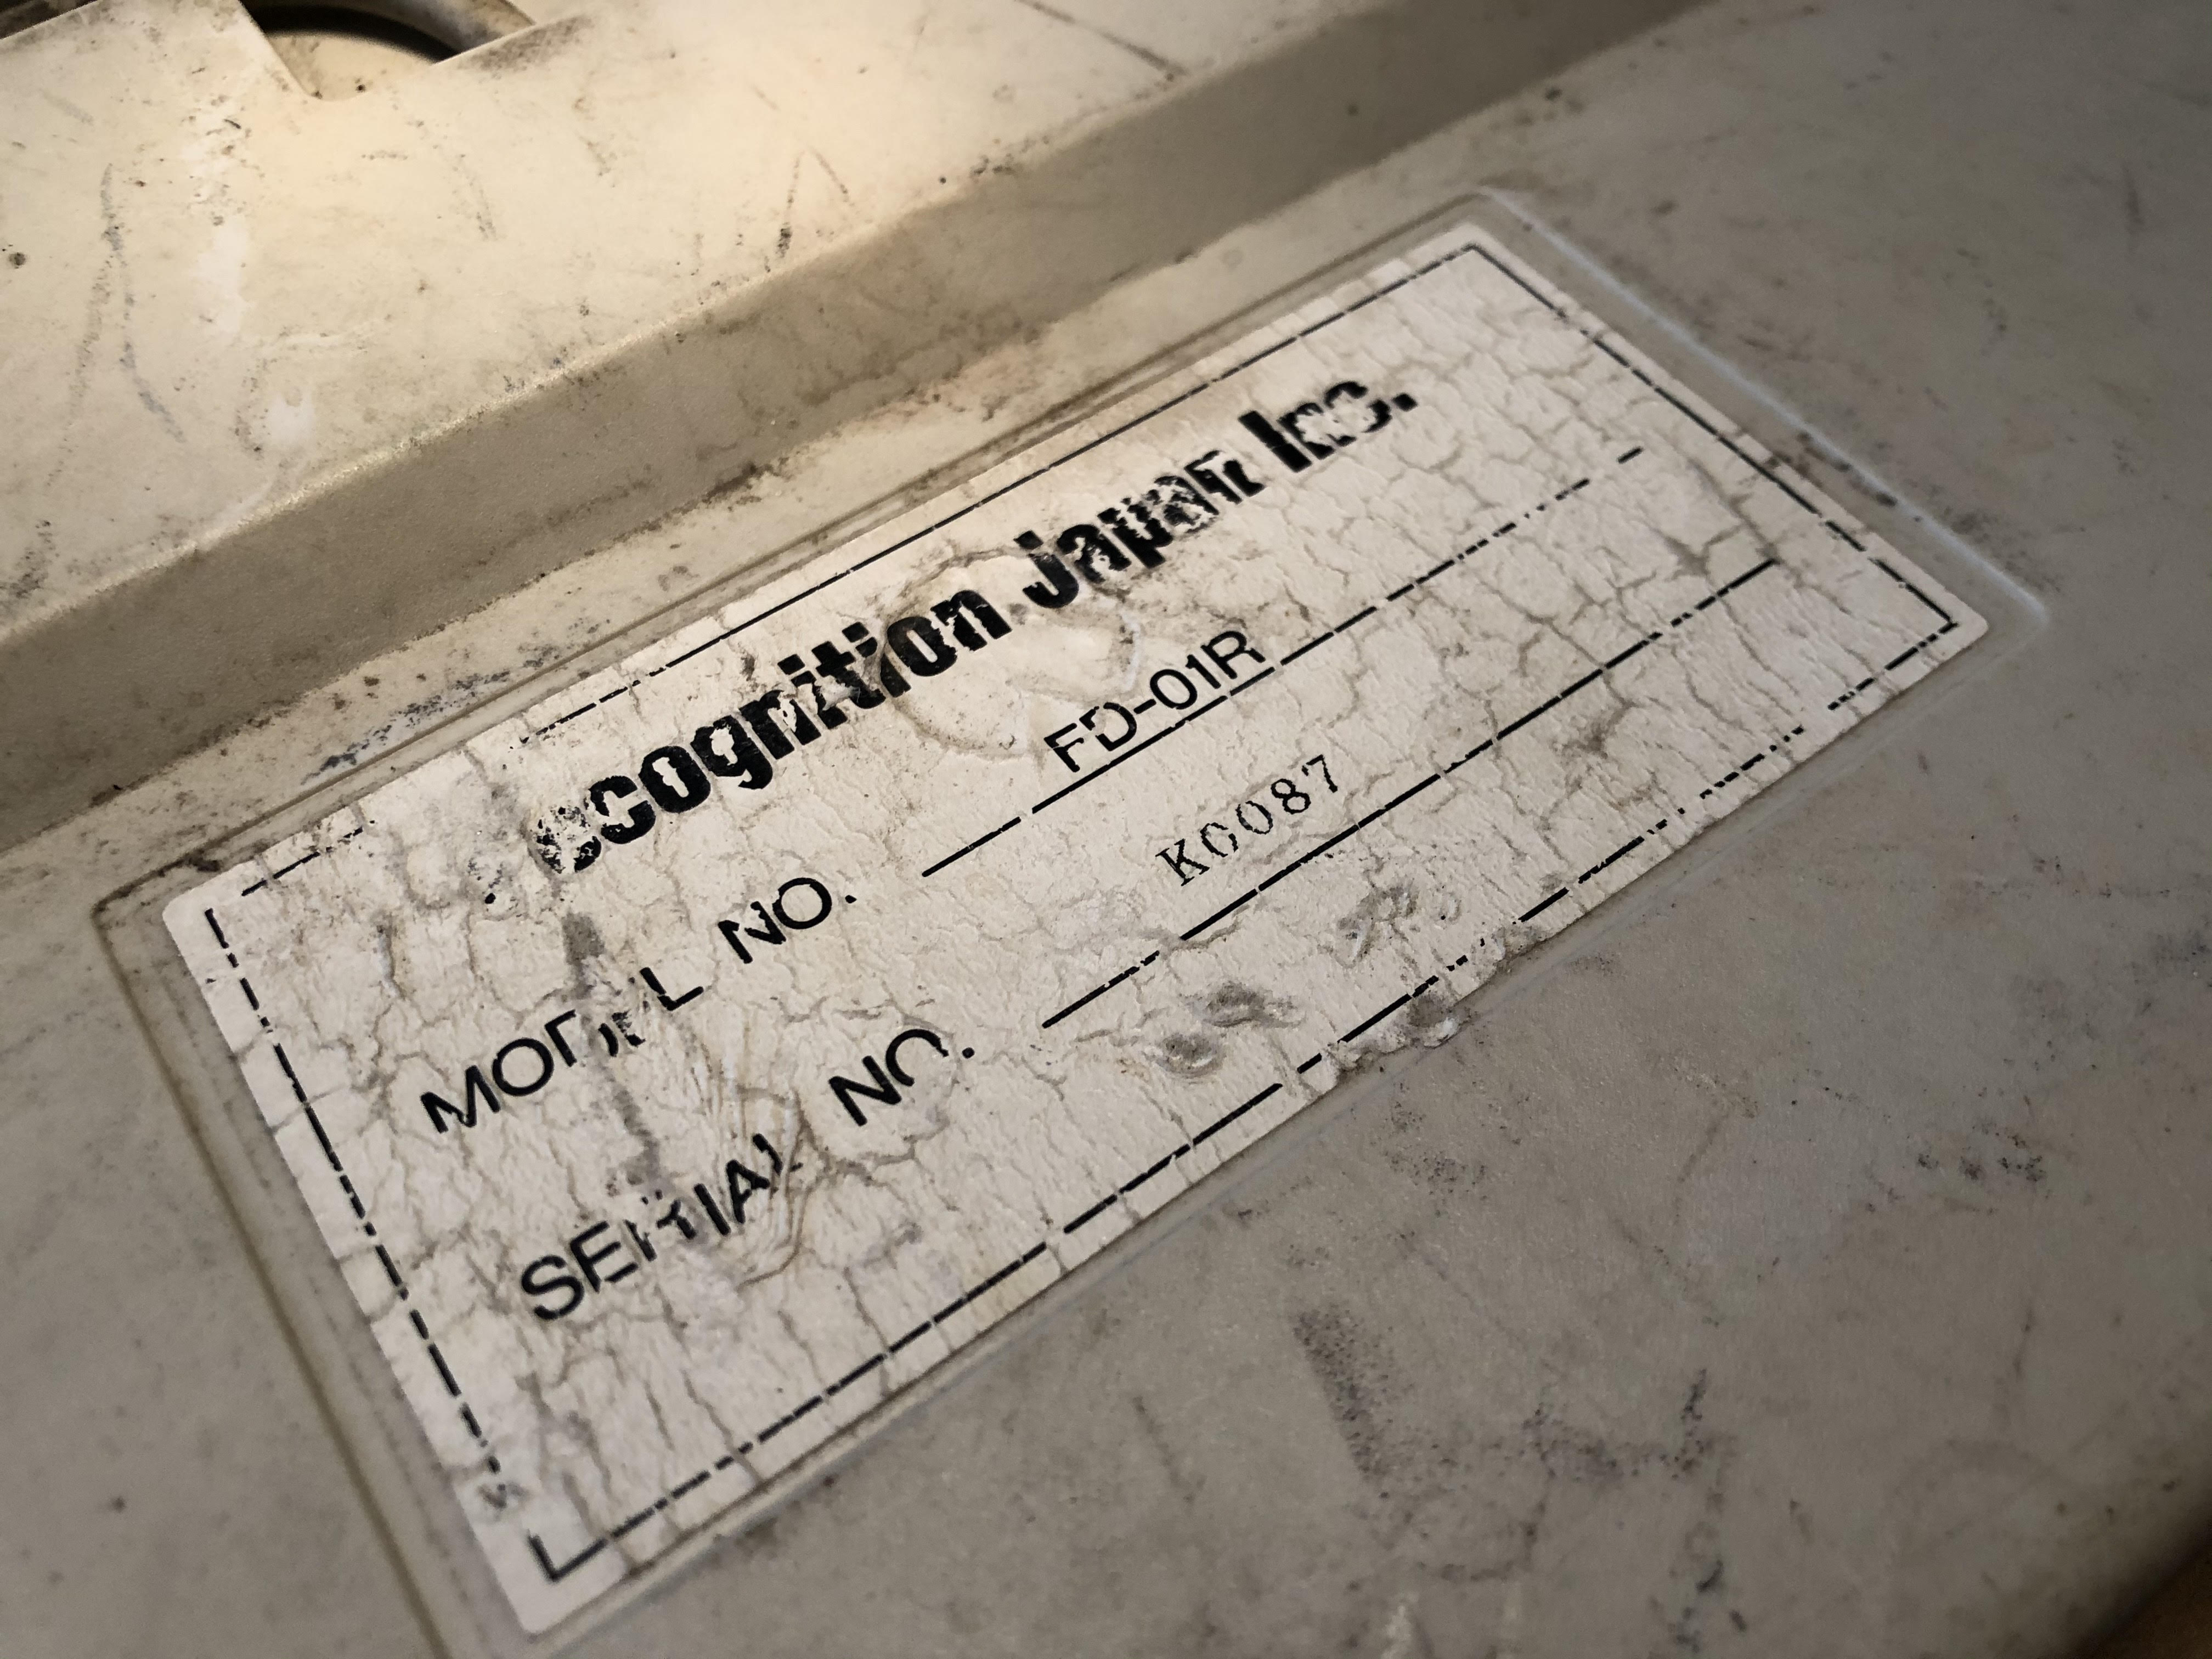 ecognition Japan Inc.
MODEL NO. FD-01R
SERIAL NO. K0087